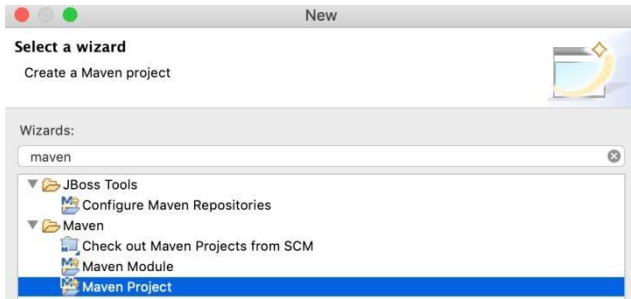 New
Select a wizard
Create a Maven project
Wizards:
maven
JBoss Tools
Configure Maven Repositories
Maven
Check out Maven Projects from SCM
Maven Module
Maven Project